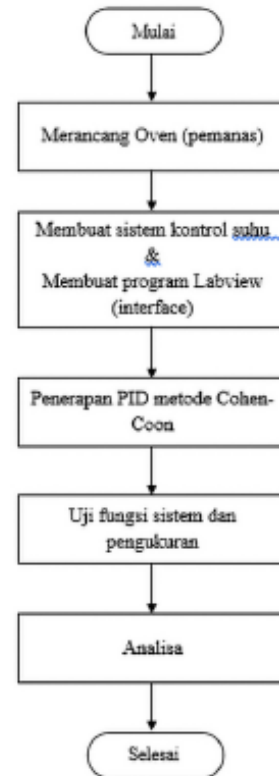 Mulai
Merancang Oven (pemanas)
Membuat sistem kontrol suhu
&
Membuat program Labview
(interface)
Penerapan PID metode Cohen-
Coon
Uji fungsi sistem dan
pengukuran
Analisa
Selesai